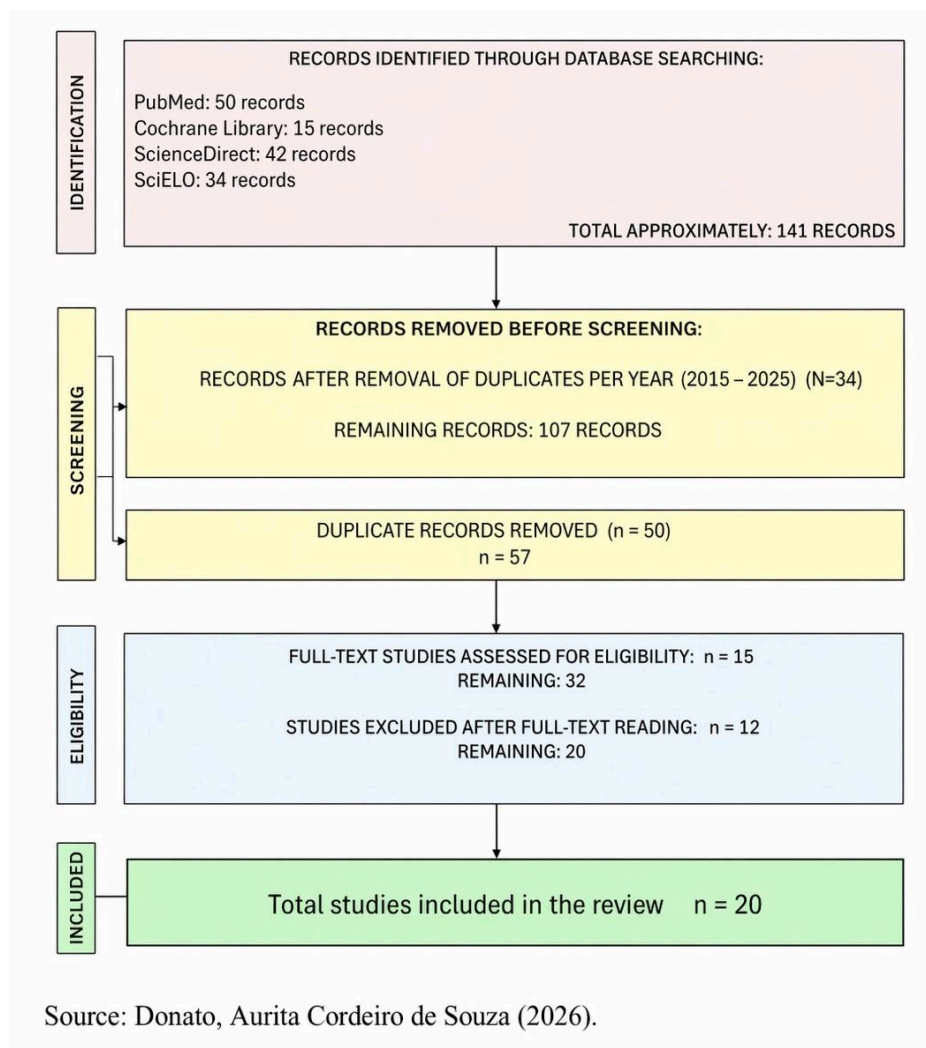 IDENTIFICATION
RECORDS IDENTIFIED THROUGH DATABASE SEARCHING:
PubMed: 50 records
Cochrane Library: 15 records
ScienceDirect: 42 records
SciELO: 34 records
TOTAL APPROXIMATELY: 141 RECORDS
SCREENING
RECORDS REMOVED BEFORE SCREENING:
RECORDS AFTER REMOVAL OF DUPLICATES PER YEAR (2015 – 2025) (N=34)
REMAINING RECORDS: 107 RECORDS
DUPLICATE RECORDS REMOVED (n = 50)
n = 57
ELIGIBILITY
FULL-TEXT STUDIES ASSESSED FOR ELIGIBILITY: n = 15
REMAINING: 32
STUDIES EXCLUDED AFTER FULL-TEXT READING: n = 12
REMAINING: 20
INCLUDED
Total studies included in the review n = 20
Source: Donato, Aurita Cordeiro de Souza (2026).